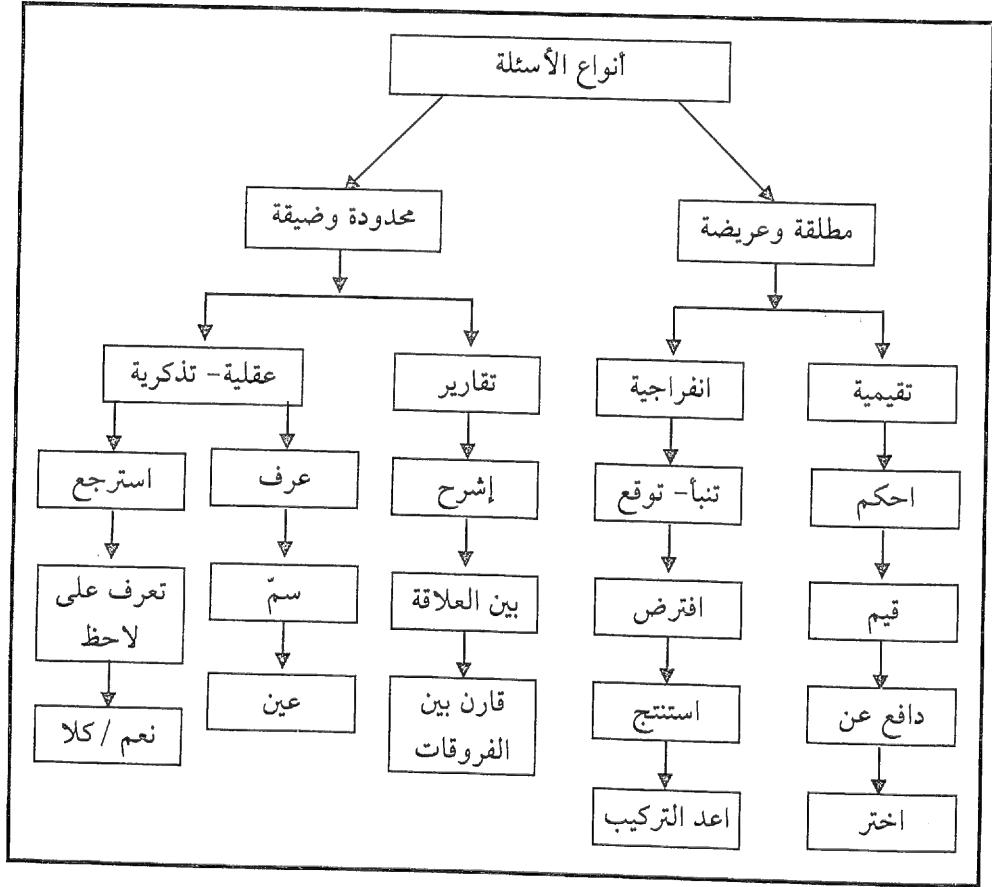 أنواع الأسئلة
مطلقة وعريضة
محدودة وضيقة
تقيمية
انفراجية
تقارير
عقلية- تذكرية
احكم
تنبأ- توقع
إشرح
عرف
استرجع
قيم
افترض
بين العلاقة
سمّ
تعرف على
لاحظ
دافع عن
استنتج
قارن بين
الفروقات
عين
نعم / كلا
اختر
اعد التركيب